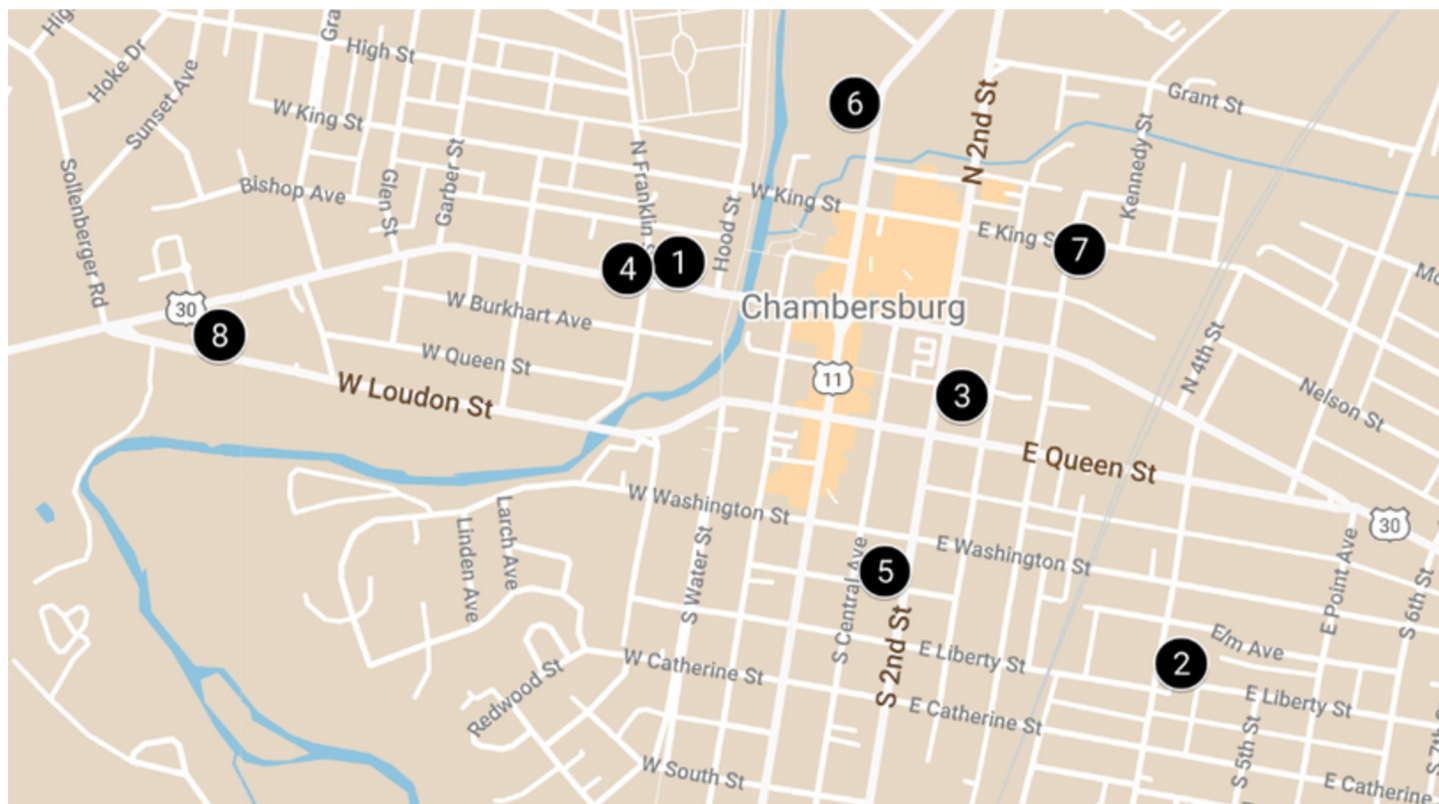 Hig
Hoke Dr
Sunset Ave
Gra
High St
W King St
Sollenberger Rd
Bishop Ave
Glen St
Garber St
N Franklin S
Hood St
W King St
6
N 2nd St
Grant St
Kennedy St
E King S
7
Mo
4
1
30
8
W Burkhart Ave
W Queen St
W Loudon St
Chambersburg
11
3
N 4th St
Nelson St
E Queen St
30
W Washington St
Larch Ave
Linden Ave
S Water St
5
S Central Ave
E Washington St
E Point Ave
S 6th St
S 2nd St
E Liberty St
2
Elm Ave
E Liberty St
Redwood St
W Catherine St
E Catherine St
S 5th St
S 7th
W South St
E Catherine